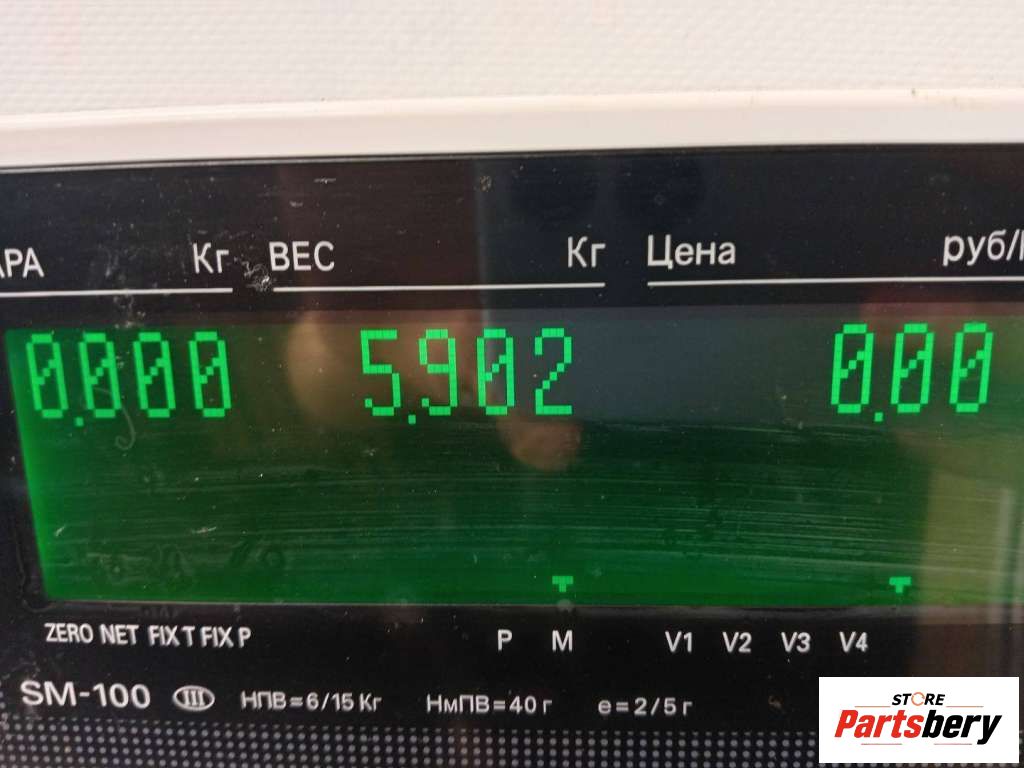 АРА Кг ВЕС Кг Цена руб/
0.000 5.902 0.00
ZERO NET FIX T FIX P P M V1 V2 V3 V4
SM-100 III НПВ=6/15 Кг НмПВ=40 г e=2/5 г
STORE
Partsbery